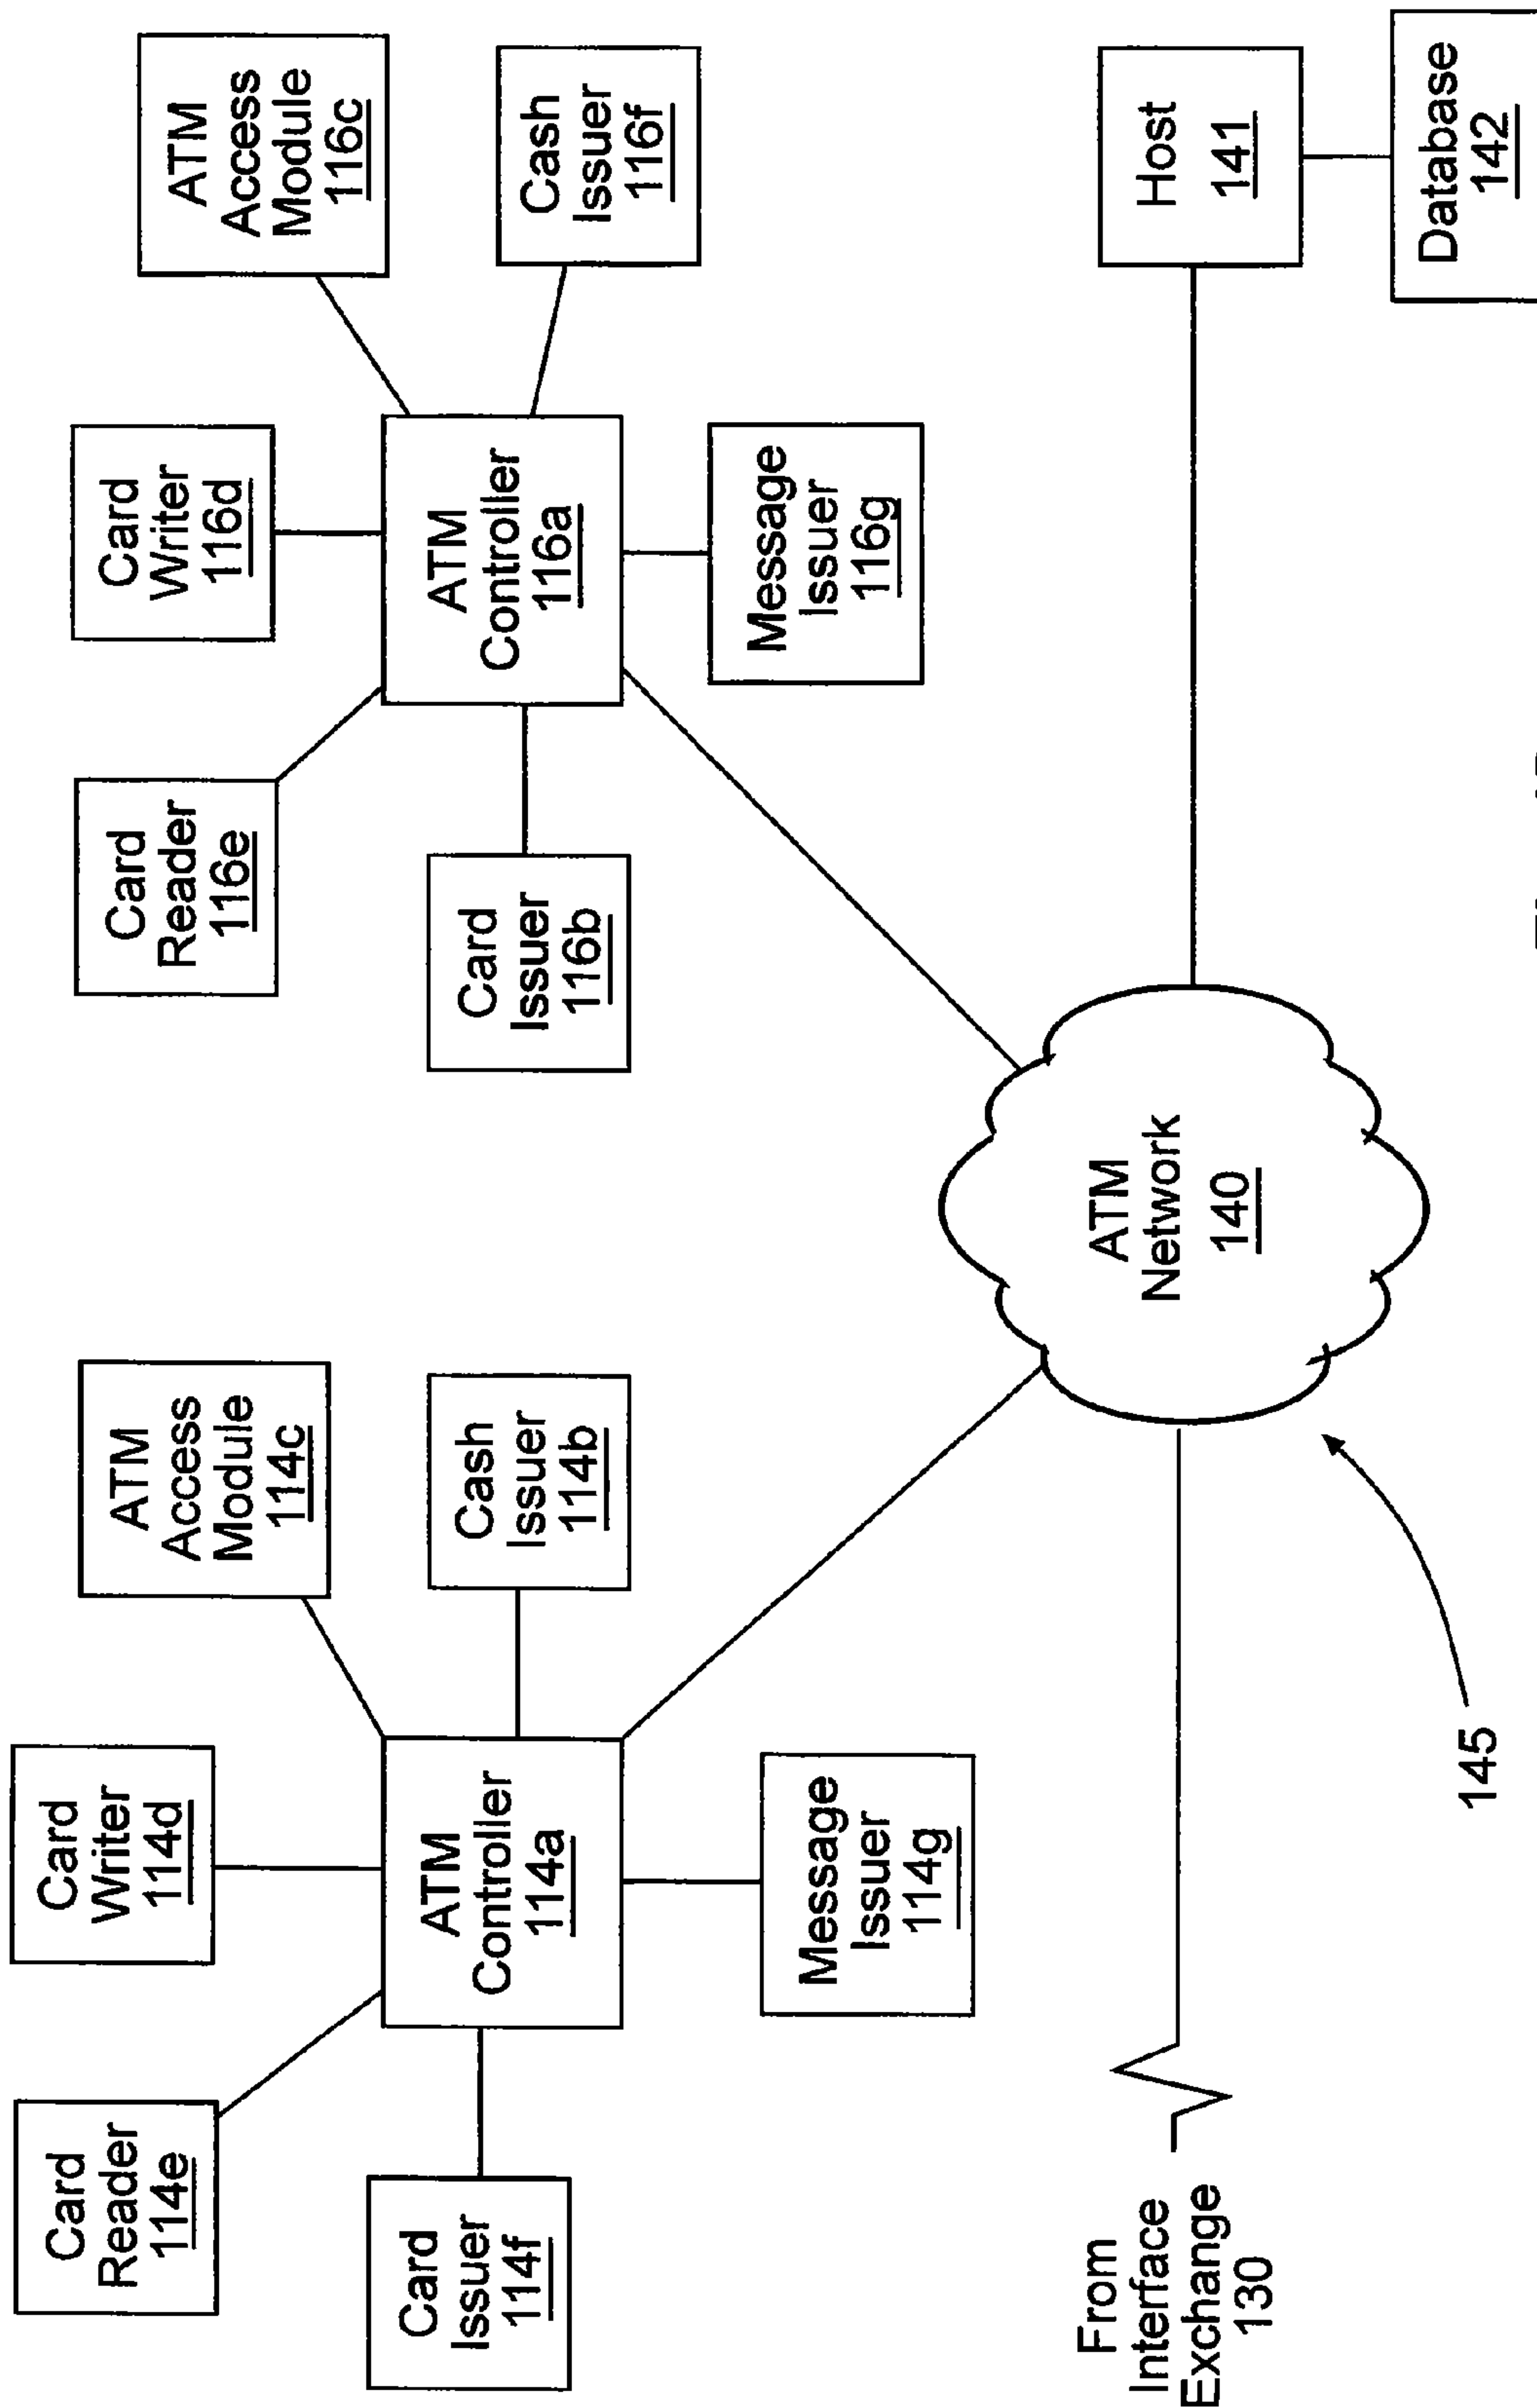 Card
Reader
114e
Card
Writer
114d
ATM
Access
Module
114c
Card
Issuer
114f
ATM
Controller
114a
Cash
Issuer
114b
Message
Issuer
114g
Card
Reader
116e
Card
Writer
116d
ATM
Access
Module
116c
Card
Issuer
116b
ATM
Controller
116a
Cash
Issuer
116f
Message
Issuer
116g
From
Interface
Exchange
130
ATM
Network
140
Host
141
Database
142
145